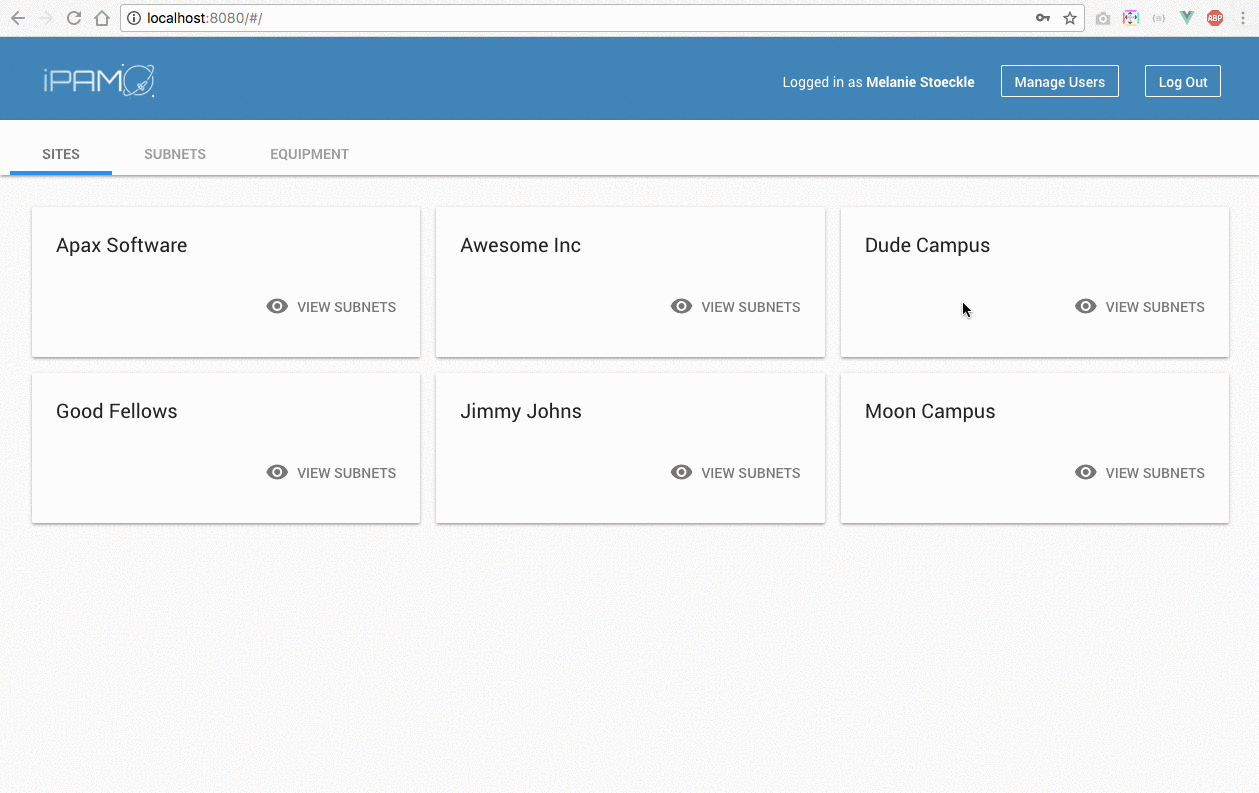 localhost:8080/#/
ABP
iPAM
Logged in as Melanie Stoeckle
Manage Users
Log Out
SITES
SUBNETS
EQUIPMENT
Apax Software
VIEW SUBNETS
Awesome Inc
VIEW SUBNETS
Dude Campus
VIEW SUBNETS
Good Fellows
VIEW SUBNETS
Jimmy Johns
VIEW SUBNETS
Moon Campus
VIEW SUBNETS